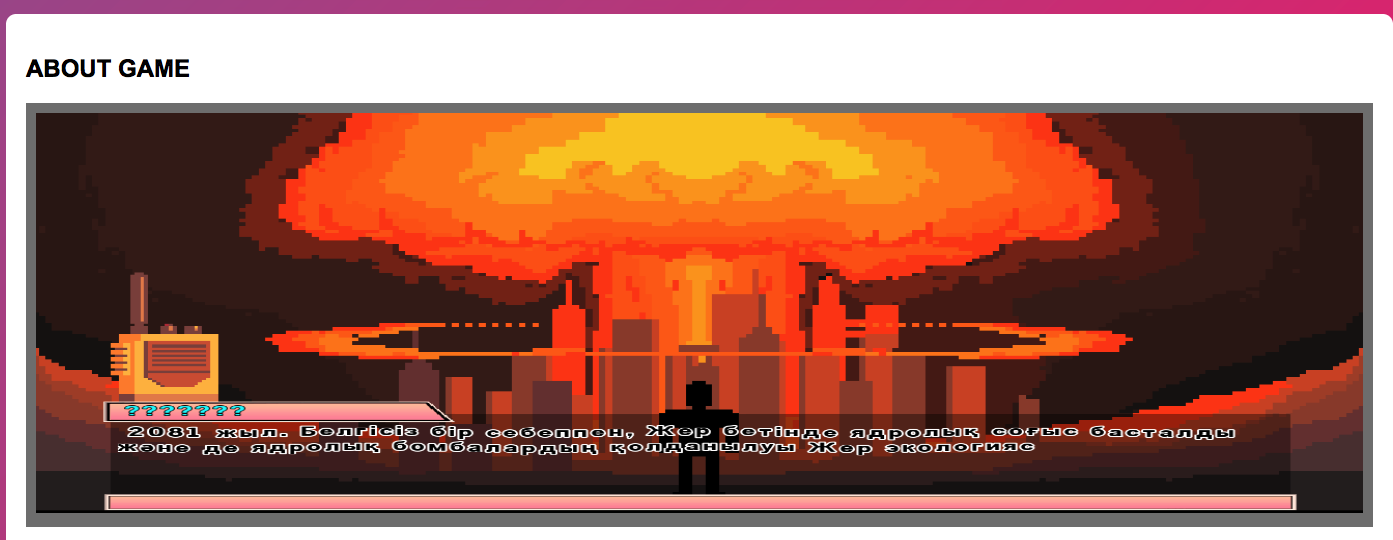 ABOUT GAME
???????
2081 жыл. Белгісіз бір себеппен, Жер бетінде ядролық соғыс басталды
және де ядролық бомбалардың қолданылуы Жер экологияс